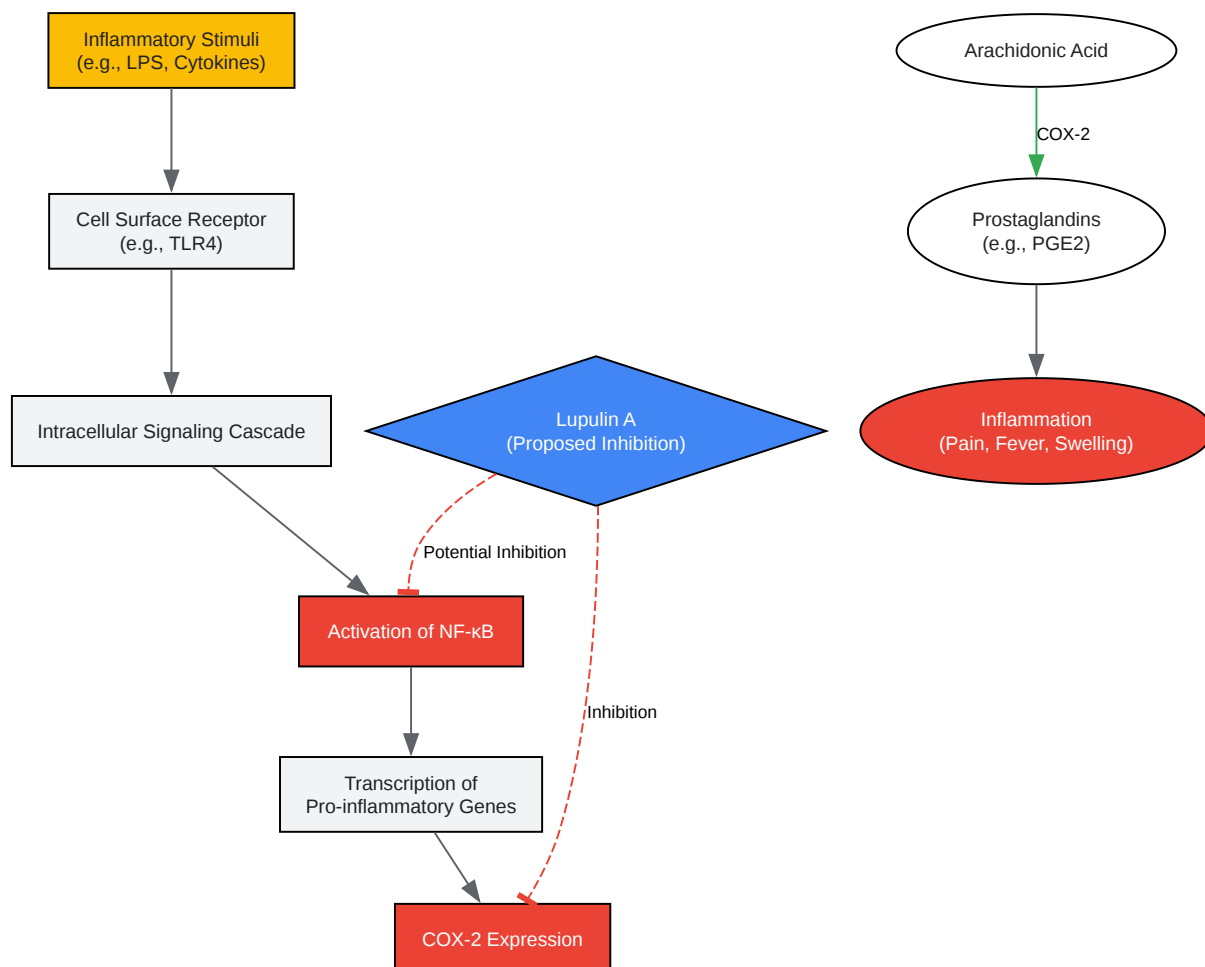 Inflammatory Stimuli
(e.g., LPS, Cytokines)
Arachidonic Acid
COX-2
Cell Surface Receptor
(e.g., TLR4)
Prostaglandins
(e.g., PGE2)
Intracellular Signaling Cascade
Lupulin A
(Proposed Inhibition)
Inflammation
(Pain, Fever, Swelling)
Potential Inhibition
Activation of NF-κB
Inhibition
Transcription of
Pro-inflammatory Genes
COX-2 Expression